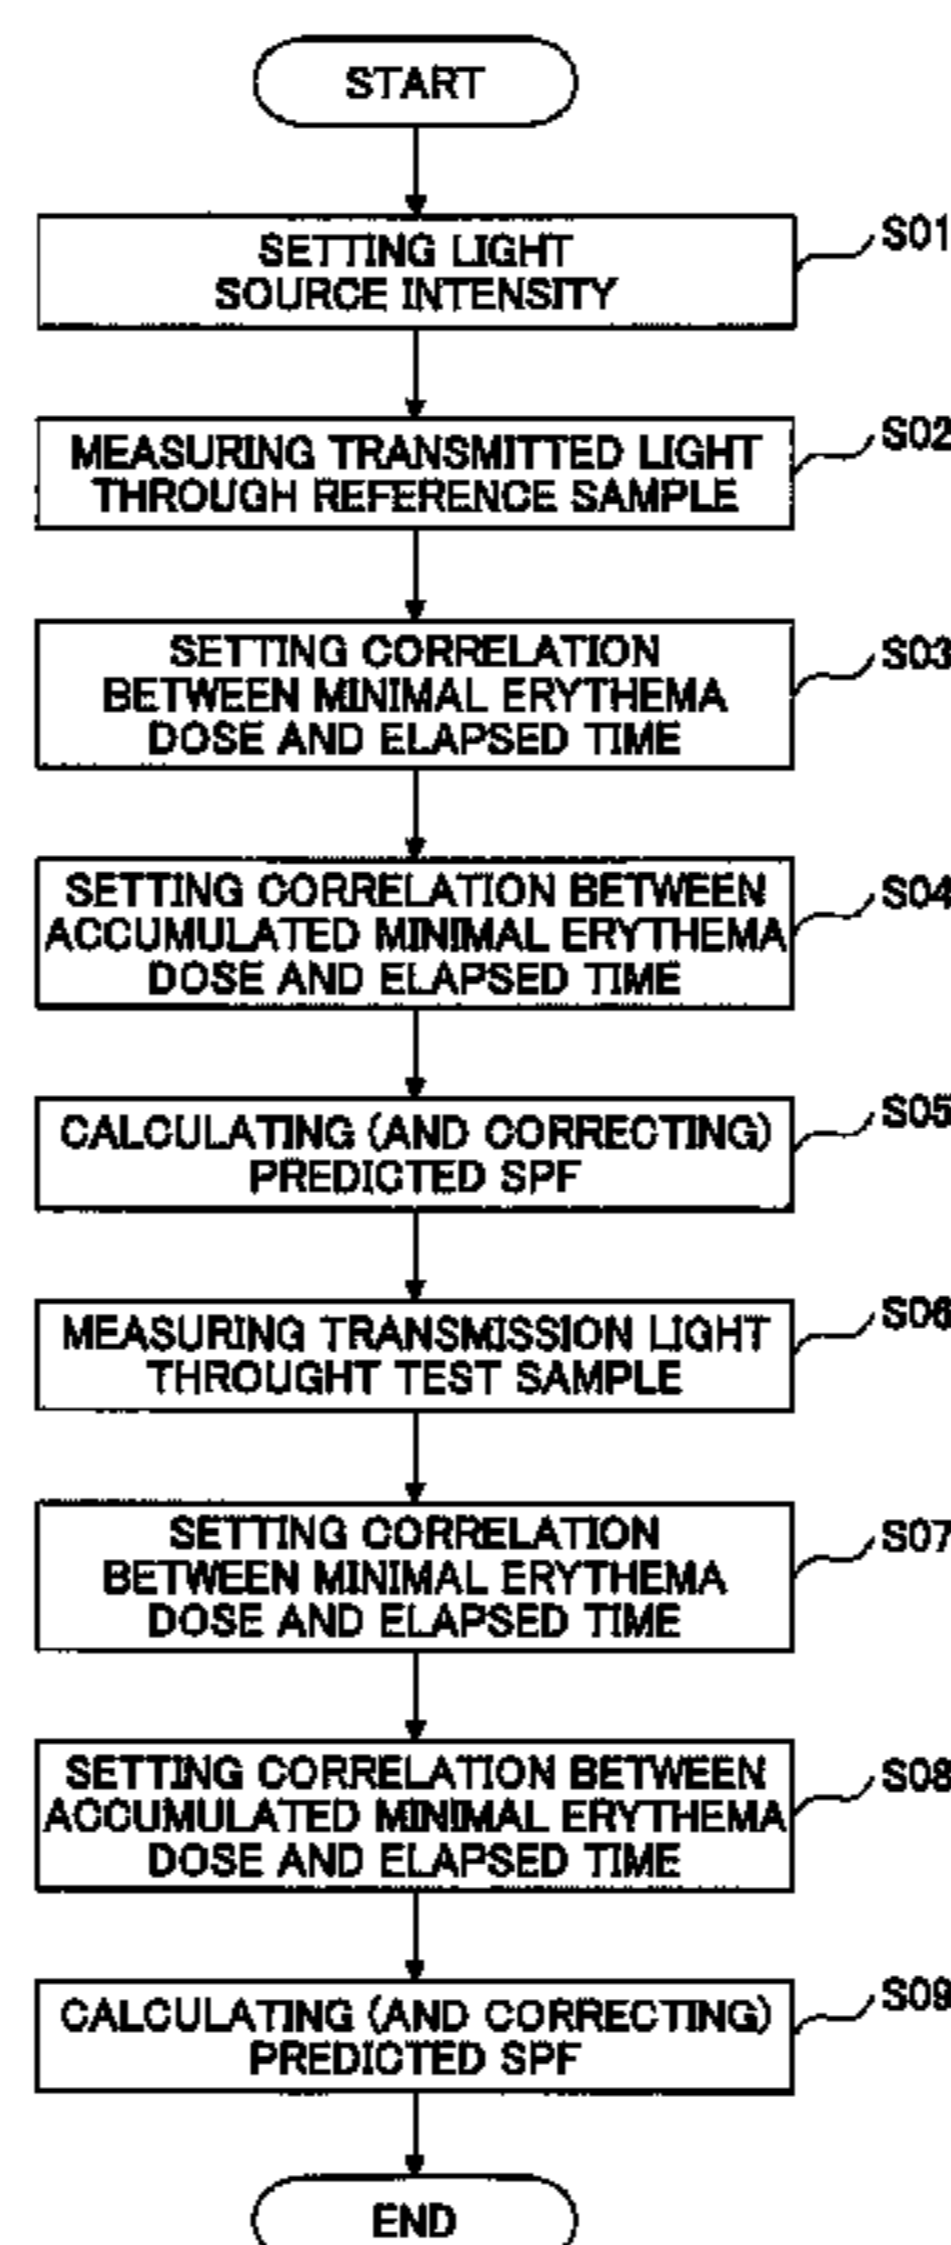 START
SETTING LIGHT
SOURCE INTENSITY
S01
MEASURING TRANSMITTED LIGHT
THROUGH REFERENCE SAMPLE
S02
SETTING CORRELATION
BETWEEN MINIMAL ERYTHEMA
DOSE AND ELAPSED TIME
S03
SETTING CORRELATION BETWEEN
ACCUMULATED MINIMAL ERYTHEMA
DOSE AND ELAPSED TIME
S04
CALCULATING (AND CORRECTING)
PREDICTED SPF
S05
MEASURING TRANSMISSION LIGHT
THROUGHT TEST SAMPLE
S06
SETTING CORRELATION
BETWEEN MINIMAL ERYTHEMA
DOSE AND ELAPSED TIME
S07
SETTING CORRELATION BETWEEN
ACCUMULATED MINIMAL ERYTHEMA
DOSE AND ELAPSED TIME
S08
CALCULATING (AND CORRECTING)
PREDICTED SPF
S09
END